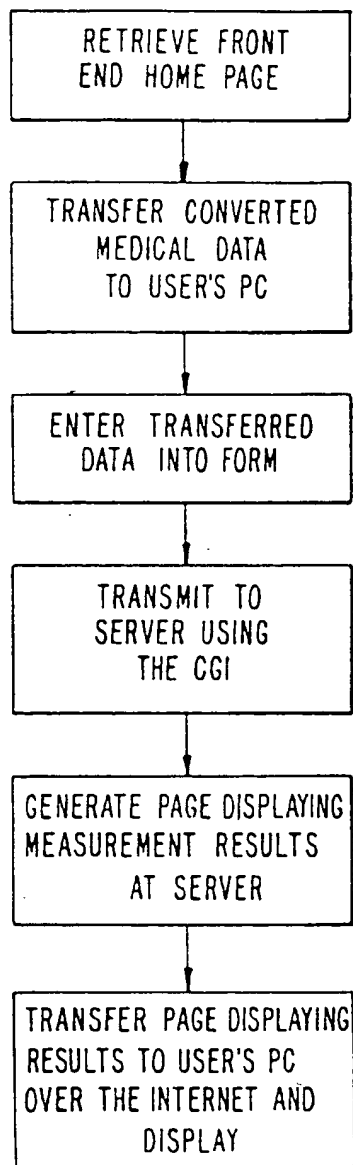 RETRIEVE FRONT
END HOME PAGE
TRANSFER CONVERTED
MEDICAL DATA
TO USER'S PC
ENTER TRANSFERRED
DATA INTO FORM
TRANSMIT TO
SERVER USING
THE CGI
GENERATE PAGE DISPLAYING
MEASUREMENT RESULTS
AT SERVER
TRANSFER PAGE DISPLAYING
RESULTS TO USER'S PC
OVER THE INTERNET AND
DISPLAY